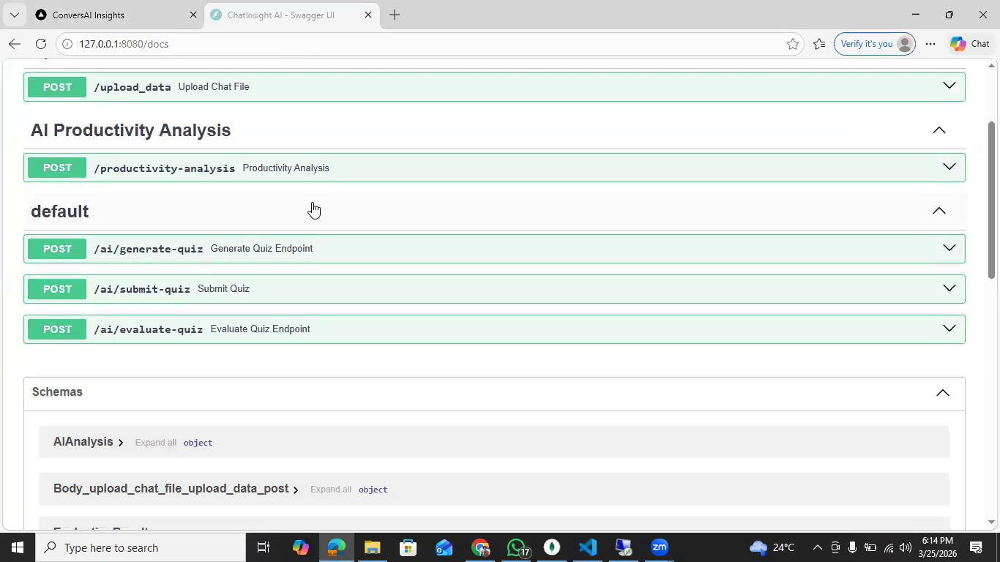 ConversAI Insights
ChatInsight AI - Swagger UI
127.0.0.1:8080/docs
Verify it's you
Chat
POST /upload_data Upload Chat File
AI Productivity Analysis
POST /productivity-analysis Productivity Analysis
default
POST /ai/generate-quiz Generate Quiz Endpoint
POST /ai/submit-quiz Submit Quiz
POST /ai/evaluate-quiz Evaluate Quiz Endpoint
Schemas
AIAnalysis Expand all object
Body_upload_chat_file_upload_data_post Expand all object
Type here to search
17
zm
24°C
6:14 PM
3/25/2026